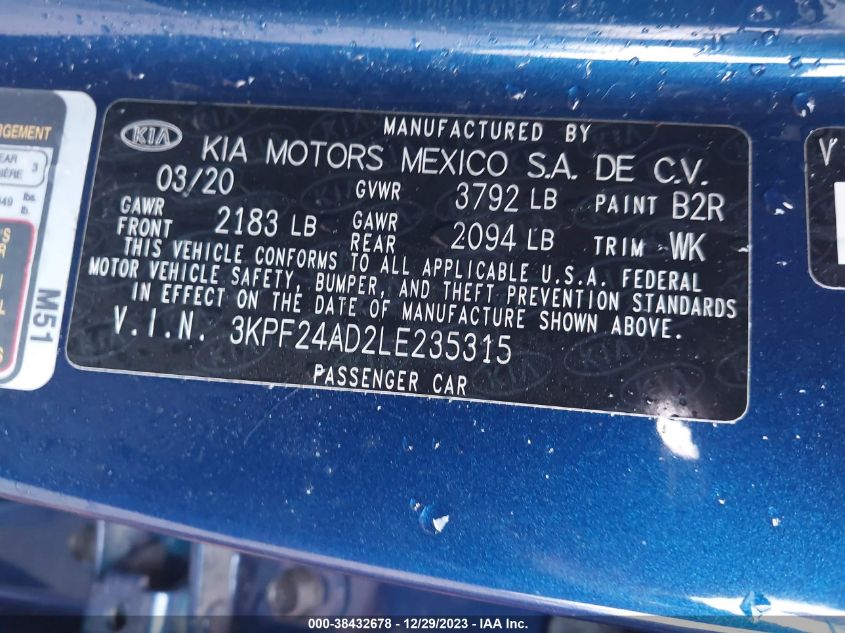 MANUFACTURED BY
KIA KIA MOTORS MEXICO S.A. DE C.V.
03/20 GVWR 3792 LB PAINT B2R
GAWR FRONT 2183 LB GAWR REAR 2094 LB TRIM WK
THIS VEHICLE CONFORMS TO ALL APPLICABLE U.S.A. FEDERAL
MOTOR VEHICLE SAFETY, BUMPER, AND THEFT PREVENTION STANDARDS
IN EFFECT ON THE DATE OF MANUFACTURE SHOWN ABOVE.
V.I.N. 3KPF24AD2LE235315
PASSENGER CAR
3
lbs.
lb.
M51
V
000-38432678 • 12/29/2023 • IAA Inc.